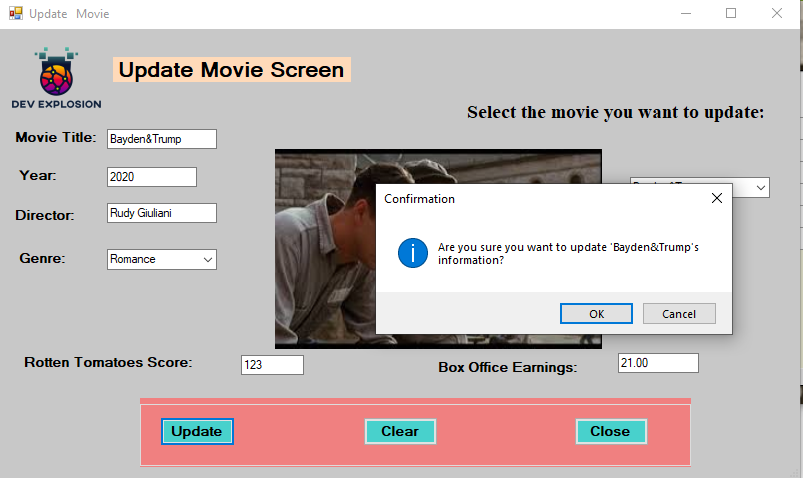 Update Movie
Update Movie Screen
DEV EXPLOSION
Select the movie you want to update:
Movie Title: Bayden&Trump
Year: 2020
Director: Rudy Giuliani
Genre: Romance
Confirmation
Are you sure you want to update 'Bayden&Trump's
information?
OK Cancel
Rotten Tomatoes Score: 123
Box Office Earnings: 21.00
Update Clear Close